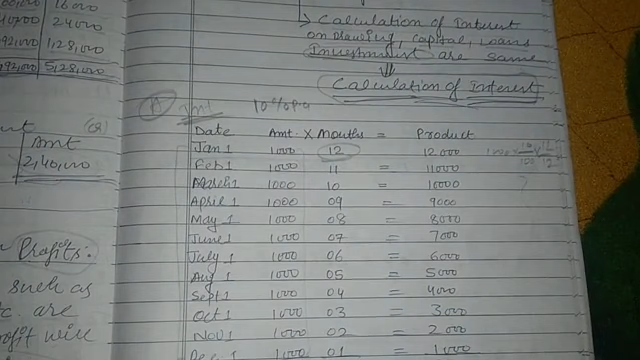 16000
24000
1,28,000
5,28,000
Amt
2,40,000
Profits:
such as
are
will
Calculation of Interest
on drawing, capital, Loans
Investment are same
Calculation of Interest
Int 10% p.a
Date Amt. X Months = Product
Jan 1 1000 12 12000
Feb 1 1000 11 = 11000
March 1 1000 10 = 10000
April 1 1000 09 = 9000
May 1 1000 08 = 8000
June 1 1000 07 = 7000
July 1 1000 06 = 6000
Aug 1 1000 05 = 5000
Sept 1 1000 04 = 4000
Oct 1 1000 03 = 3000
Nov 1 1000 02 = 2000
Dec 1 1000 01 = 1000